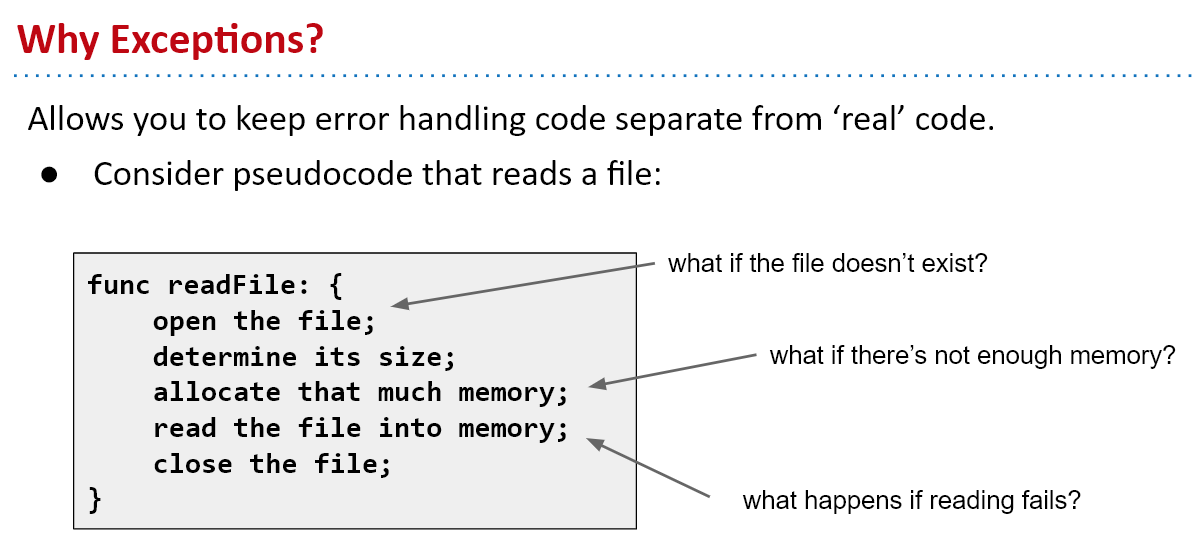 Why Exceptions?
Allows you to keep error handling code separate from ‘real’ code.
● Consider pseudocode that reads a file:
what if the file doesn’t exist?
func readFile: {
open the file;
determine its size;
what if there’s not enough memory?
allocate that much memory;
read the file into memory;
close the file;
}
what happens if reading fails?